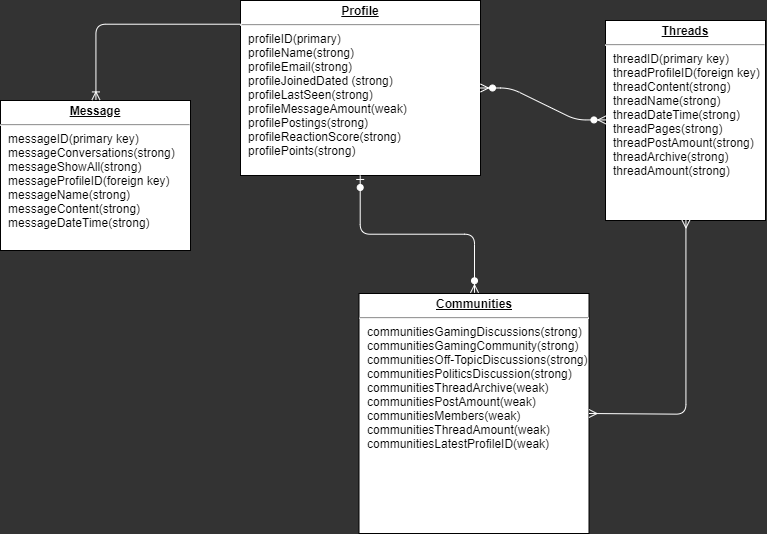 Profile
profileID(primary)
profileName(strong)
profileEmail(strong)
profileJoinedDated (strong)
profileLastSeen(strong)
profileMessageAmount(weak)
profilePostings(strong)
profileReactionScore(strong)
profilePoints(strong)
Threads
threadID(primary key)
threadProfileID(foreign key)
threadContent(strong)
threadName(strong)
threadDateTime(strong)
threadPages(strong)
threadPostAmount(strong)
threadArchive(strong)
threadAmount(strong)
Message
messageID(primary key)
messageConversations(strong)
messageShowAll(strong)
messageProfileID(foreign key)
messageName(strong)
messageContent(strong)
messageDateTime(strong)
Communities
communitiesGamingDiscussions(strong)
communitiesGamingCommunity(strong)
communitiesOff-TopicDiscussions(strong)
communitiesPoliticsDiscussion(strong)
communitiesThreadArchive(weak)
communitiesPostAmount(weak)
communitiesMembers(weak)
communitiesThreadAmount(weak)
communitiesLatestProfileID(weak)